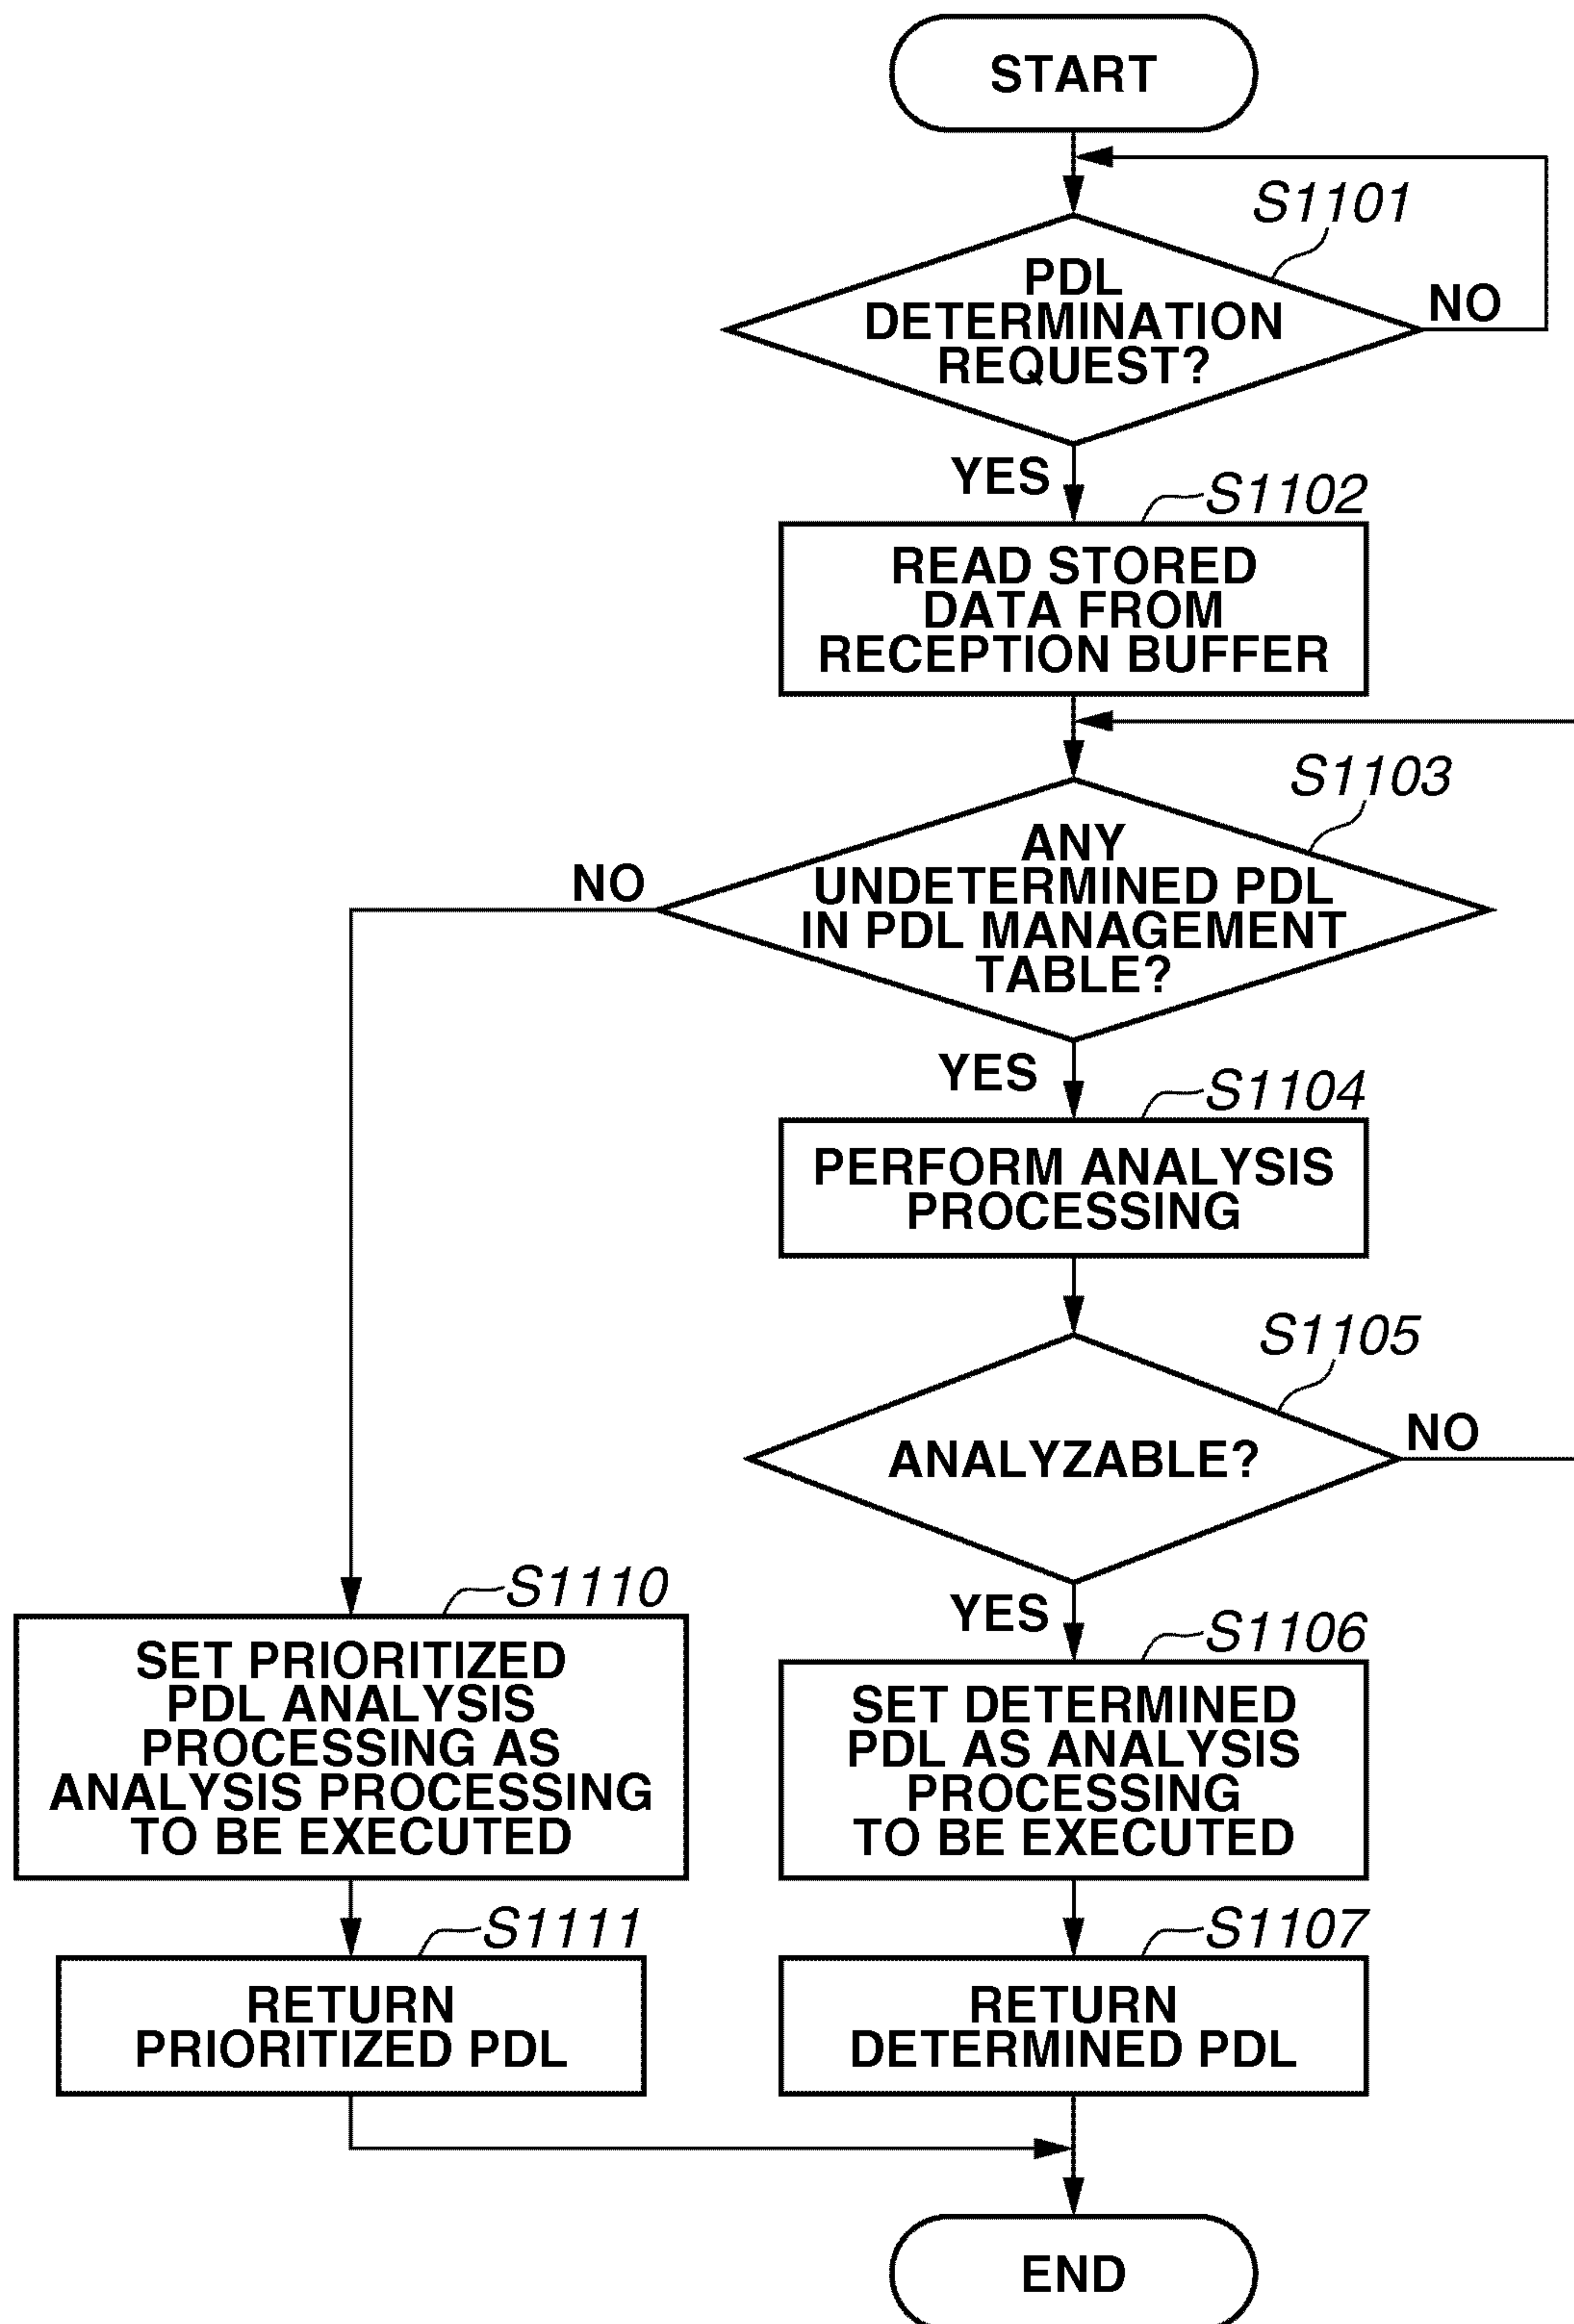 START
S1101
PDL
DETERMINATION
REQUEST?
NO
YES
S1102
READ STORED
DATA FROM
RECEPTION BUFFER
S1103
ANY
UNDETERMINED PDL
IN PDL MANAGEMENT
TABLE?
NO
YES
S1104
PERFORM ANALYSIS
PROCESSING
S1105
ANALYZABLE?
NO
YES
S1110
SET PRIORITIZED
PDL ANALYSIS
PROCESSING AS
ANALYSIS PROCESSING
TO BE EXECUTED
S1106
SET DETERMINED
PDL AS ANALYSIS
PROCESSING
TO BE EXECUTED
S1111
RETURN
PRIORITIZED PDL
S1107
RETURN
DETERMINED PDL
END